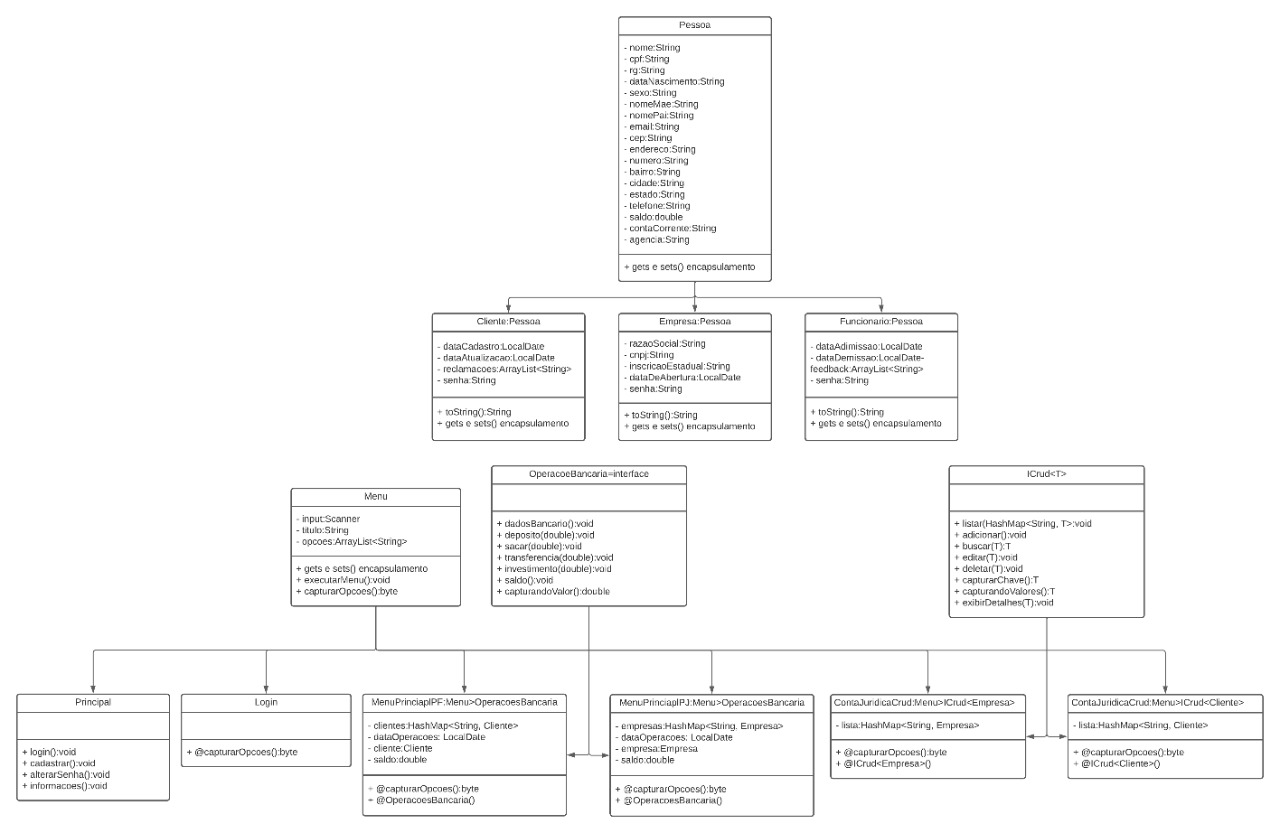 Pessoa
- nome:String
- cpf:String
- rg:String
- dataNascimento:String
- sexo:String
- nomeMae:String
- nomePai:String
- email:String
- cep:String
- endereco:String
- numero:String
- bairro:String
- cidade:String
- estado:String
- telefone:String
- saldo:double
- contaCorrente:String
- agencia:String
+ gets e sets() encapsulamento
Cliente:Pessoa
- dataCadastro:LocalDate
- dataAtualizacao:LocalDate
- reclamacoes:ArrayList<String>
- senha:String
+ toString():String
+ gets e sets() encapsulamento
Empresa:Pessoa
- razaoSocial:String
- cnpj:String
- inscricaoEstadual:String
- dataDeAbertura:LocalDate
- senha:String
+ toString():String
+ gets e sets() encapsulamento
Funcionario:Pessoa
- dataAdimissao:LocalDate
- dataDemissao:LocalDate-
feedback:ArrayList<String>
- senha:String
+ toString():String
+ gets e sets() encapsulamento
Menu
- input:Scanner
- titulo:String
- opcoes:ArrayList<String>
+ gets e sets() encapsulamento
+ executarMenu():void
+ capturarOpcoes():byte
OperacoeBancaria=interface
+ dadosBancario():void
+ deposito(double):void
+ sacar(double):void
+ transferencia(double):void
+ investimento(double):void
+ saldo():void
+ capturandoValor():double
ICrud<T>
+ listar(HashMap<String, T>:void
+ adicionar():void
+ buscar(T):T
+ editar(T):void
+ deletar(T):void
+ capturarChave():T
+ capturandoValores():T
+ exibirDetalhes(T):void
Principal
+ login():void
+ cadastrar():void
+ alterarSenha():void
+ informacoes():void
Login
+ @capturarOpcoes():byte
MenuPrinciaplPF:Menu>OperacoesBancaria
- clientes:HashMap<String, Cliente>
- dataOperacoes: LocalDate
- cliente:Cliente
- saldo:double
+ @capturarOpcoes():byte
+ @OperacoesBancaria()
MenuPrinciaplPJ:Menu>OperacoesBancaria
- empresas:HashMap<String, Empresa>
- dataOperacoes: LocalDate
- empresa:Empresa
- saldo:double
+ @capturarOpcoes():byte
+ @OperacoesBancaria()
ContaJuridicaCrud:Menu>ICrud<Empresa>
- lista:HashMap<String, Empresa>
+ @capturarOpcoes():byte
+ @ICrud<Empresa>()
ContaJuridicaCrud:Menu>ICrud<Cliente>
- lista:HashMap<String, Cliente>
+ @capturarOpcoes():byte
+ @ICrud<Cliente>()